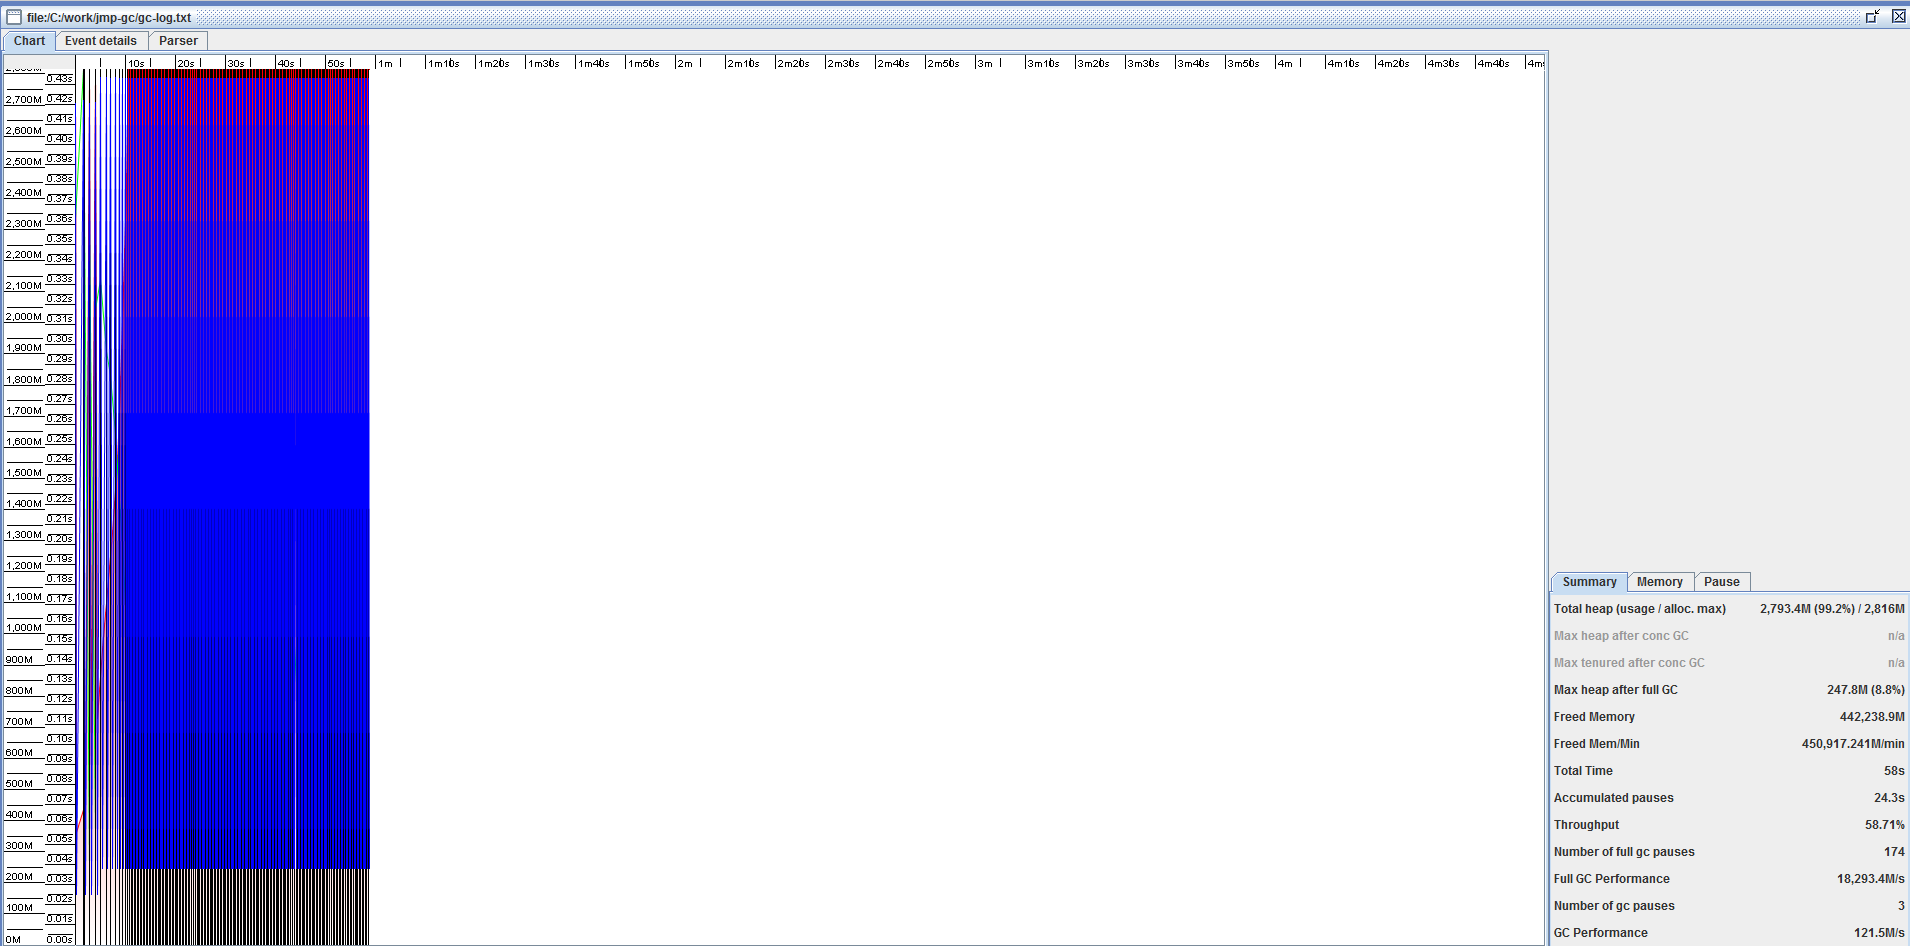 file:/C:/work/jmp-gc/gc-log.txt
Chart Event details Parser
10s 20s 30s 40s 50s 1m 1m10s 1m20s 1m30s 1m40s 1m50s 2m 2m10s 2m20s 2m30s 2m40s 2m50s 3m 3m10s 3m20s 3m30s 3m40s 3m50s 4m 4m10s 4m20s 4m30s 4m40s
2,700M
2,600M
2,500M
2,400M
2,300M
2,200M
2,100M
2,000M
1,900M
1,800M
1,700M
1,600M
1,500M
1,400M
1,300M
1,200M
1,100M
1,000M
900M
800M
700M
600M
500M
400M
300M
200M
100M
0M
0.43s
0.42s
0.41s
0.40s
0.39s
0.38s
0.37s
0.36s
0.35s
0.34s
0.33s
0.32s
0.31s
0.30s
0.29s
0.28s
0.27s
0.26s
0.25s
0.24s
0.23s
0.22s
0.21s
0.20s
0.19s
0.18s
0.17s
0.16s
0.15s
0.14s
0.13s
0.12s
0.11s
0.10s
0.09s
0.08s
0.07s
0.06s
0.05s
0.04s
0.03s
0.02s
0.01s
0.00s
Summary Memory Pause
Total heap (usage / alloc. max) 2,793.4M (99.2%) / 2,816M
Max heap after conc GC n/a
Max tenured after conc GC n/a
Max heap after full GC 247.8M (8.8%)
Freed Memory 442,238.9M
Freed Mem/Min 450,917.241M/min
Total Time 58s
Accumulated pauses 24.3s
Throughput 58.71%
Number of full gc pauses 174
Full GC Performance 18,293.4M/s
Number of gc pauses 3
GC Performance 121.5M/s